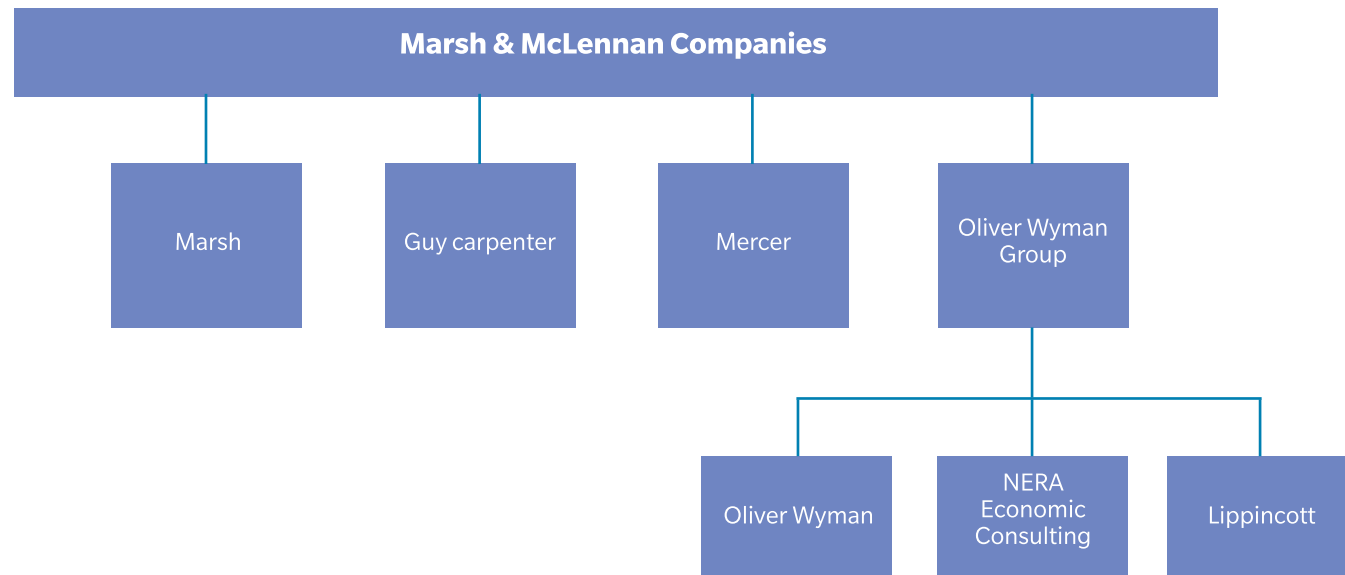 Marsh & McLennan Companies
Marsh
Guy carpenter
Mercer
Oliver Wyman
Group
Oliver Wyman
NERA
Economic
Consulting
Lippincott